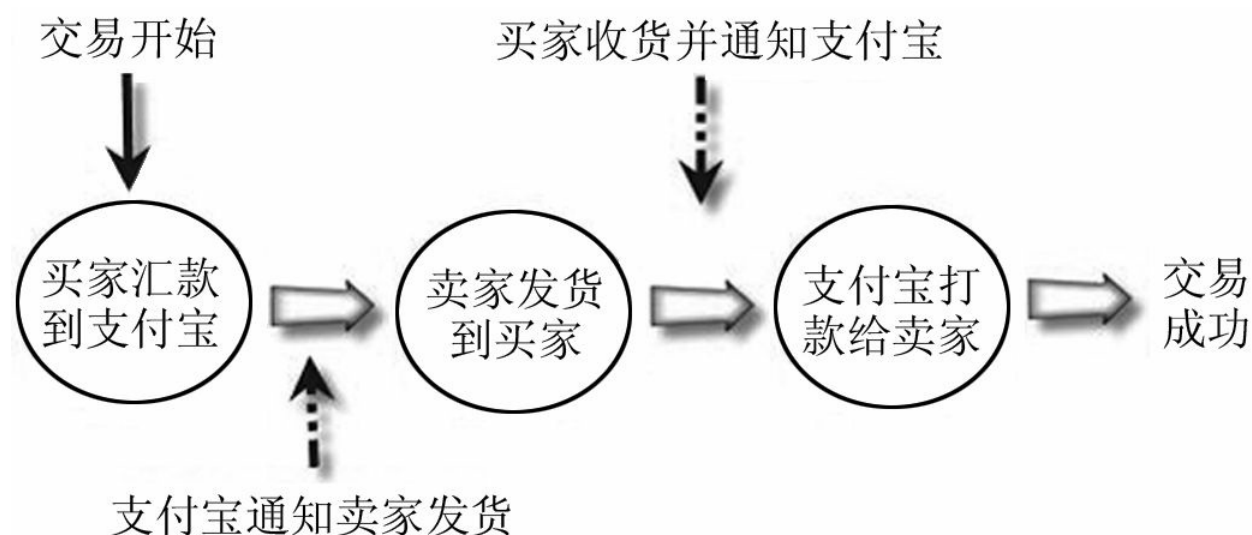 交易开始
买家收货并通知支付宝
买家汇款
到支付宝
卖家发货
到买家
支付宝打
款给卖家
交易
成功
支付宝通知卖家发货